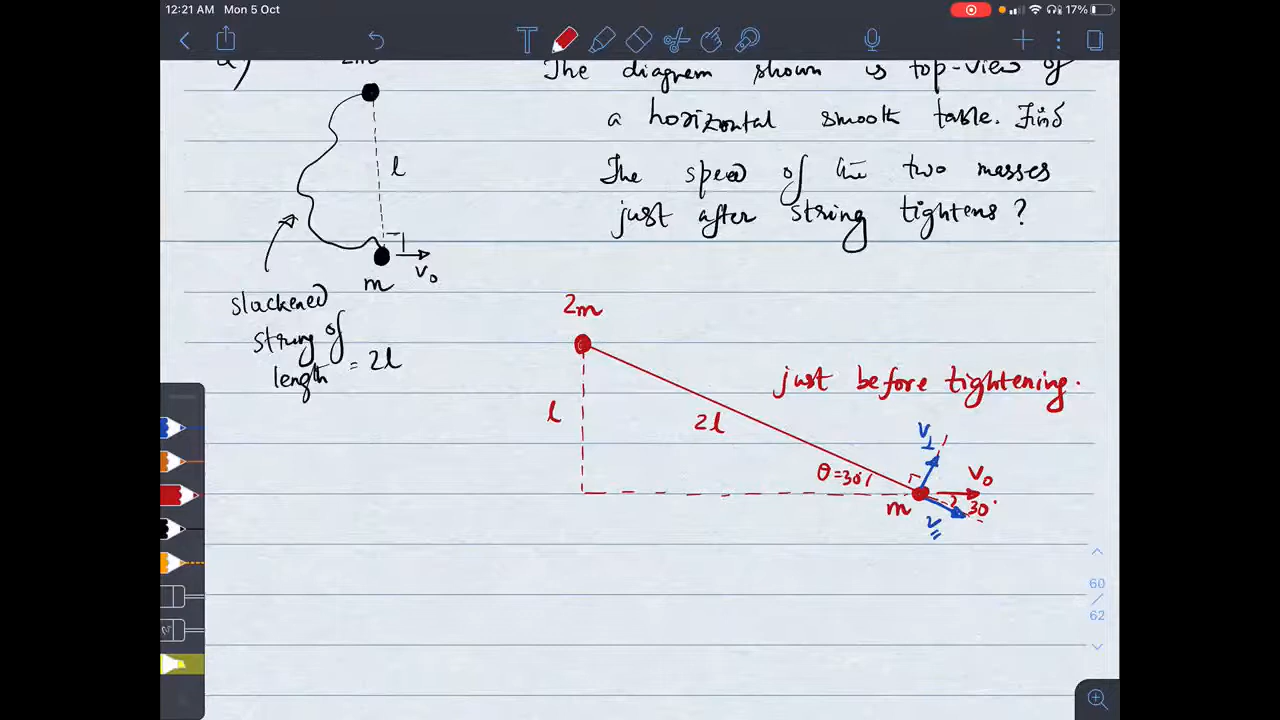 12:21 AM Mon 5 Oct
17%
The diagram shown is top-view of
a horizontal smooth table. Find
The speed of the two masses
just after string tightens?
2m
l
m
v₀
slackened
string of
length = 2l
2m
just before tightening.
l
2l
θ=30°
v⊥
v₀
m
30°
v=
60
/
62